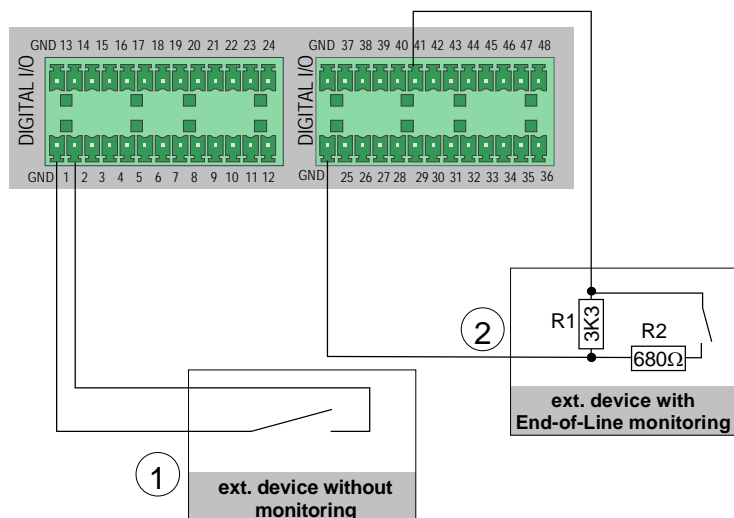 DIGITAL I/O
GND 13 14 15 16 17 18 19 20 21 22 23 24
GND 1 2 3 4 5 6 7 8 9 10 11 12
DIGITAL I/O
GND 37 38 39 40 41 42 43 44 45 46 47 48
GND 25 26 27 28 29 30 31 32 33 34 35 36
R1
3K3
R2
680Ω
2
ext. device with
End-of-Line monitoring
1
ext. device without
monitoring